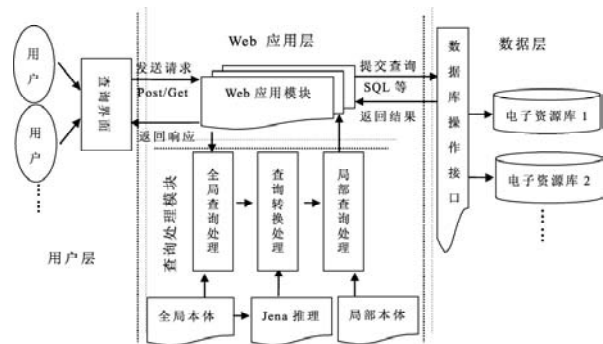 Web 应用层
数据层
用户
用户
查询界面
发送请求
Post/Get
返回响应
Web 应用模块
提交查询
SQL 等
返回结果
数据库操作接口
电子资源库 1
电子资源库 2
用户层
查询处理模块
全局查询处理
查询转换处理
局部查询处理
全局本体
Jena 推理
局部本体